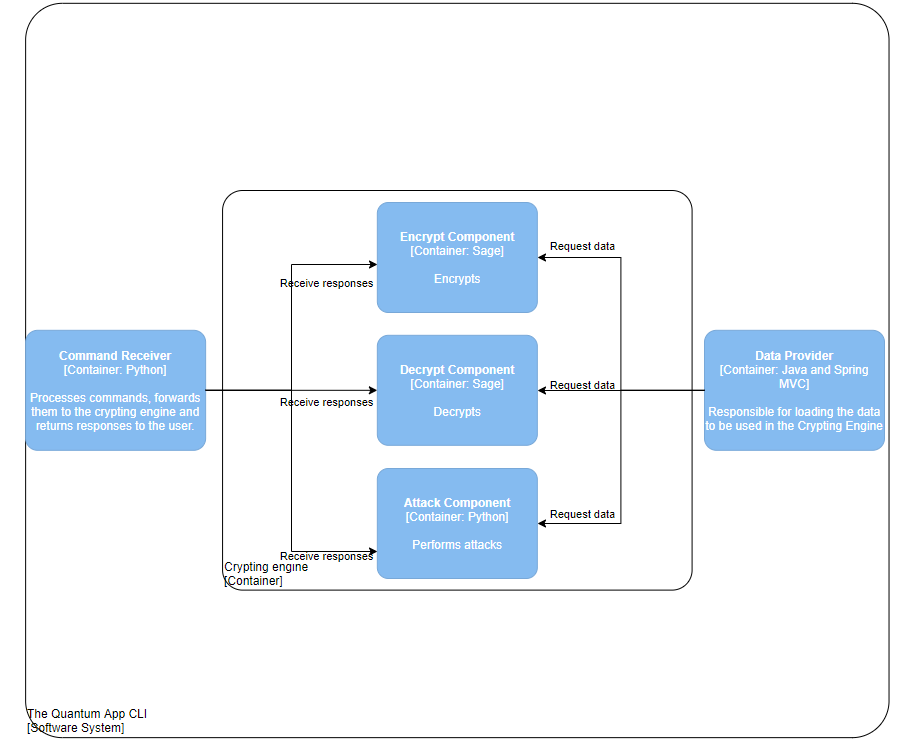 Encrypt Component
[Container: Sage]
Encrypts
Request data
Receive responses
Command Receiver
[Container: Python]
Processes commands, forwards
them to the crypting engine and
returns responses to the user.
Decrypt Component
[Container: Sage]
Decrypts
Request data
Receive responses
Data Provider
[Container: Java and Spring
MVC]
Responsible for loading the data
to be used in the Crypting Engine
Attack Component
[Container: Python]
Performs attacks
Request data
Receive responses
Crypting engine
[Container]
The Quantum App CLI
[Software System]